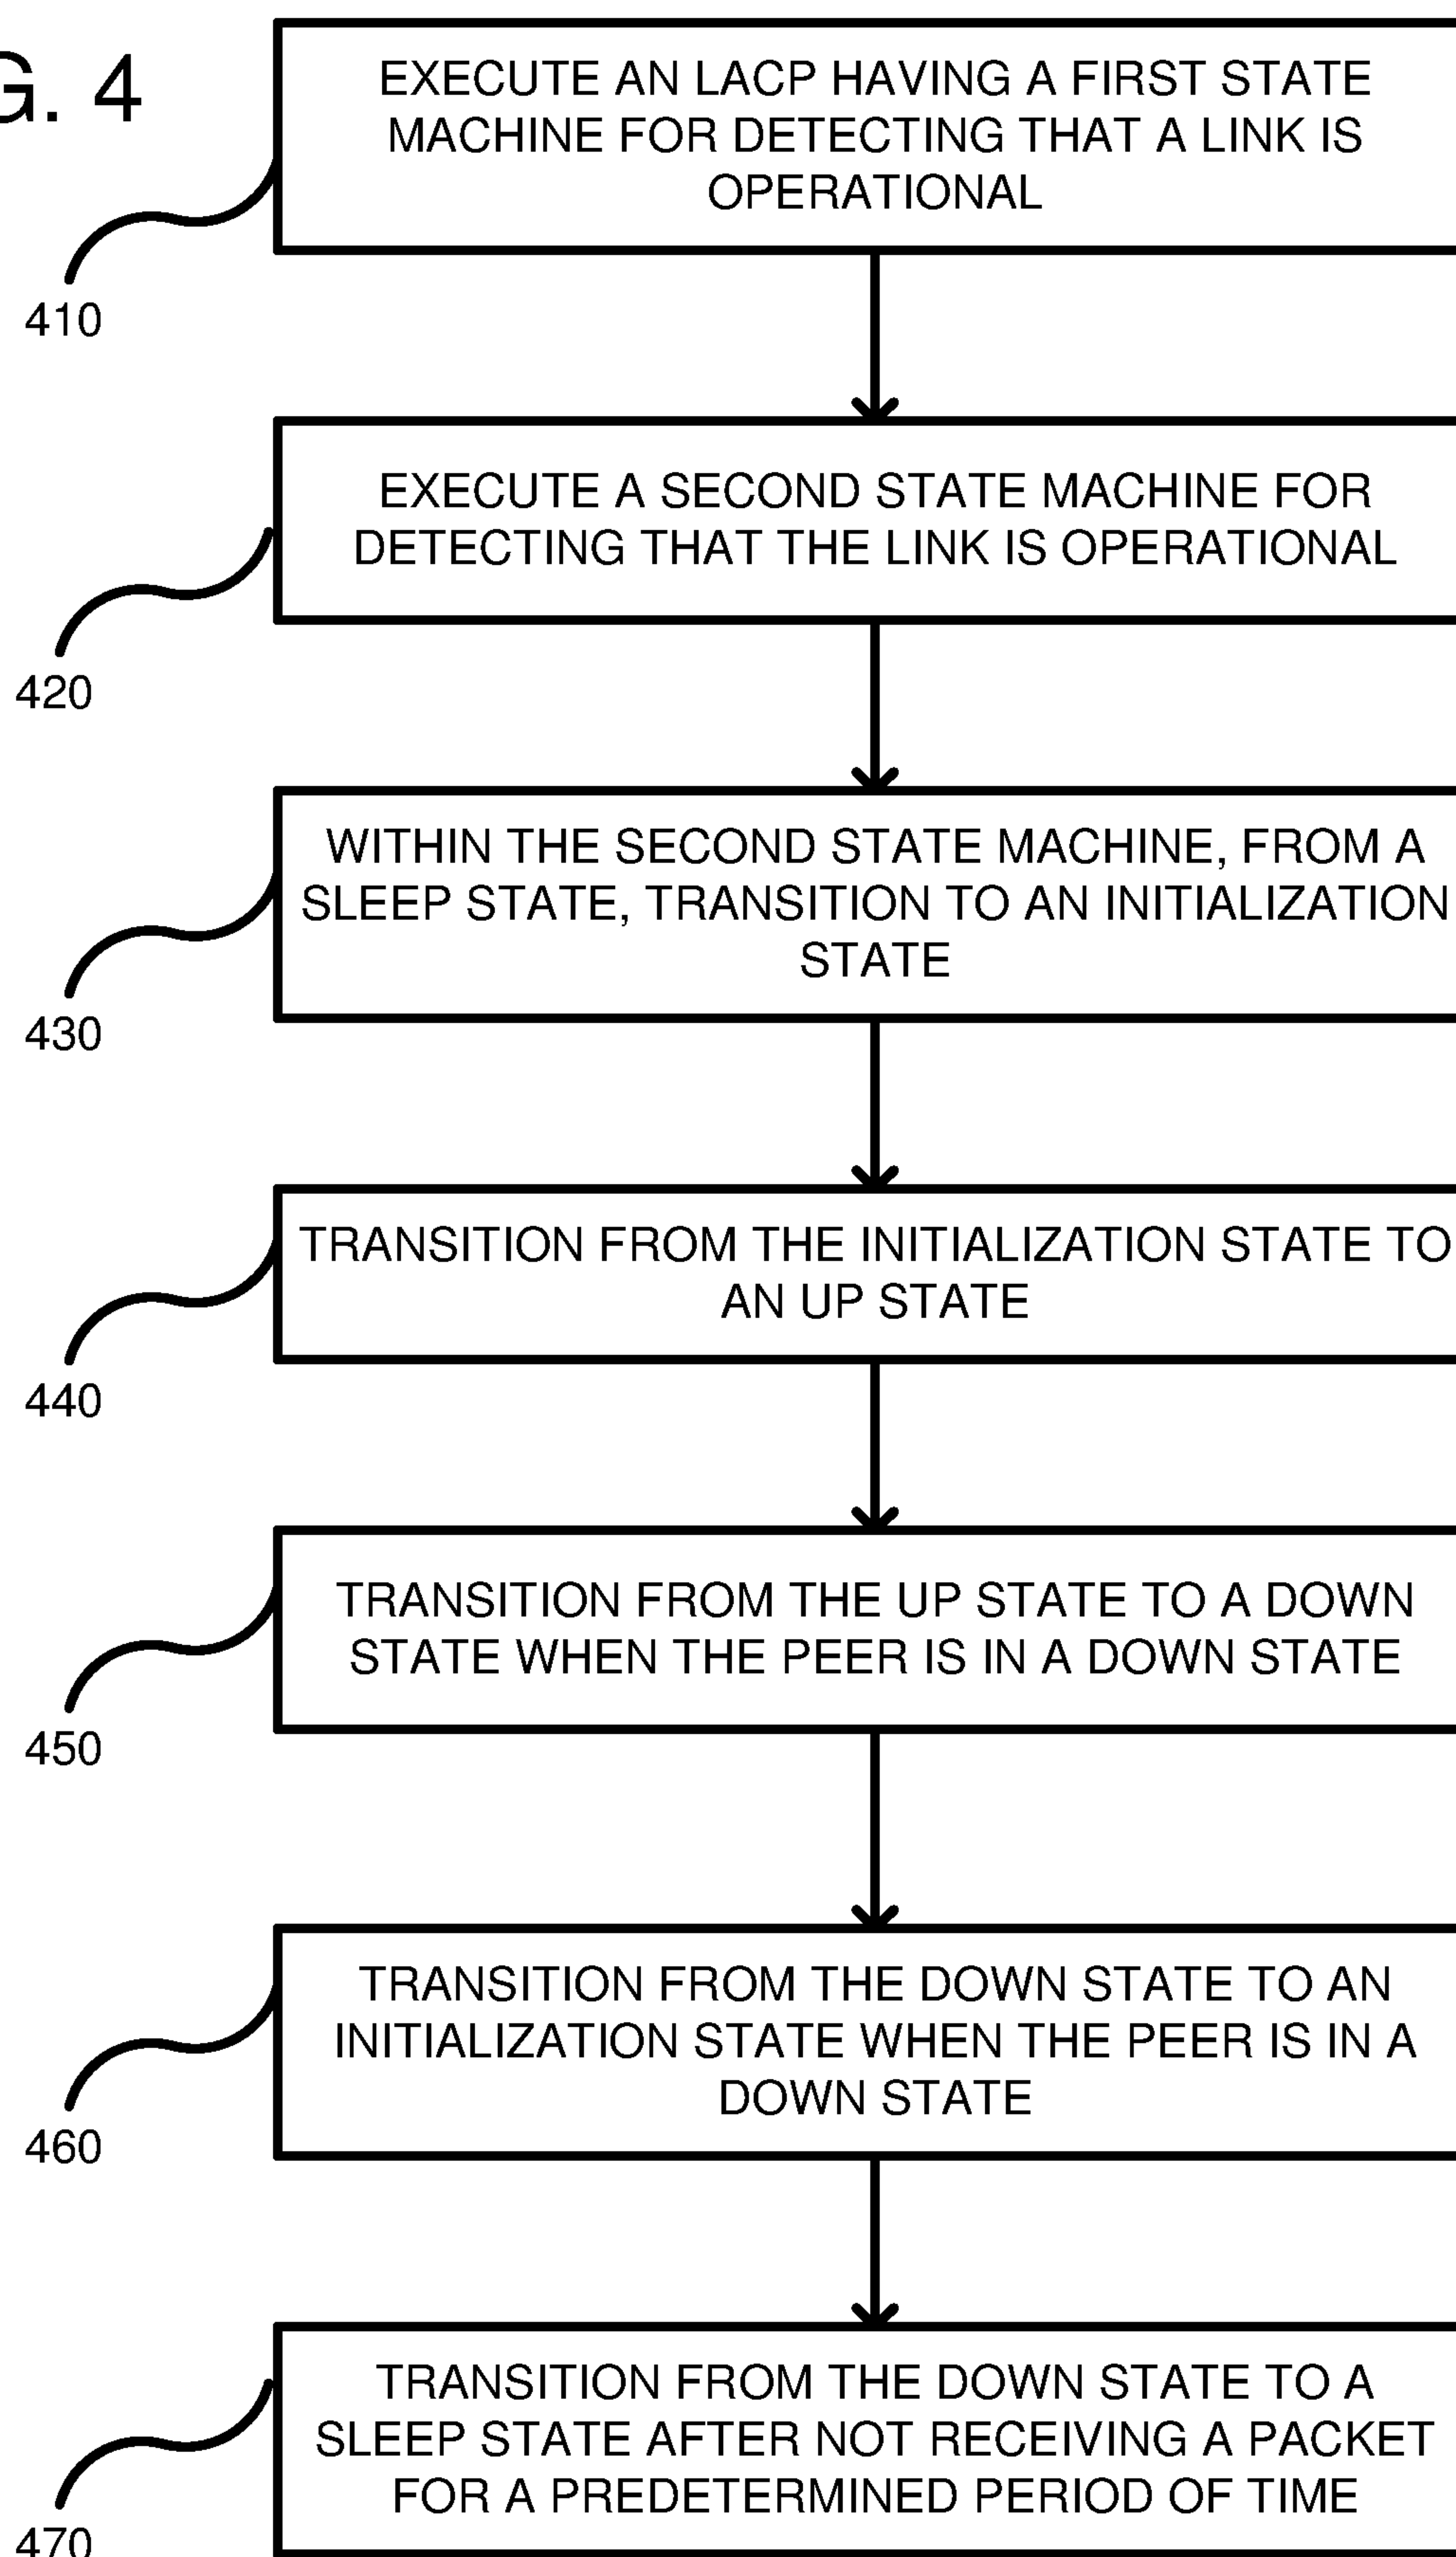 G. 4
EXECUTE AN LACP HAVING A FIRST STATE
MACHINE FOR DETECTING THAT A LINK IS
OPERATIONAL
410
EXECUTE A SECOND STATE MACHINE FOR
DETECTING THAT THE LINK IS OPERATIONAL
420
WITHIN THE SECOND STATE MACHINE, FROM A
SLEEP STATE, TRANSITION TO AN INITIALIZATION
STATE
430
TRANSITION FROM THE INITIALIZATION STATE TO
AN UP STATE
440
TRANSITION FROM THE UP STATE TO A DOWN
STATE WHEN THE PEER IS IN A DOWN STATE
450
TRANSITION FROM THE DOWN STATE TO AN
INITIALIZATION STATE WHEN THE PEER IS IN A
DOWN STATE
460
TRANSITION FROM THE DOWN STATE TO A
SLEEP STATE AFTER NOT RECEIVING A PACKET
FOR A PREDETERMINED PERIOD OF TIME
470